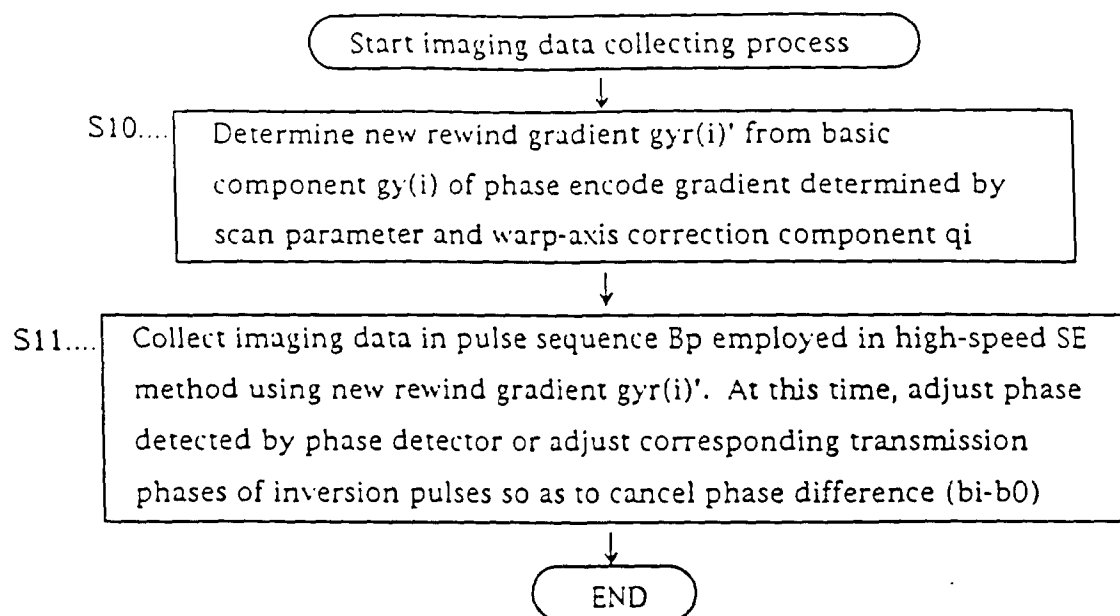 Start imaging data collecting process
S10....
Determine new rewind gradient gyr(i)' from basic
component gy(i) of phase encode gradient determined by
scan parameter and warp-axis correction component qi
S11....
Collect imaging data in pulse sequence Bp employed in high-speed SE
method using new rewind gradient gyr(i)'. At this time, adjust phase
detected by phase detector or adjust corresponding transmission
phases of inversion pulses so as to cancel phase difference (bi-b0)
END